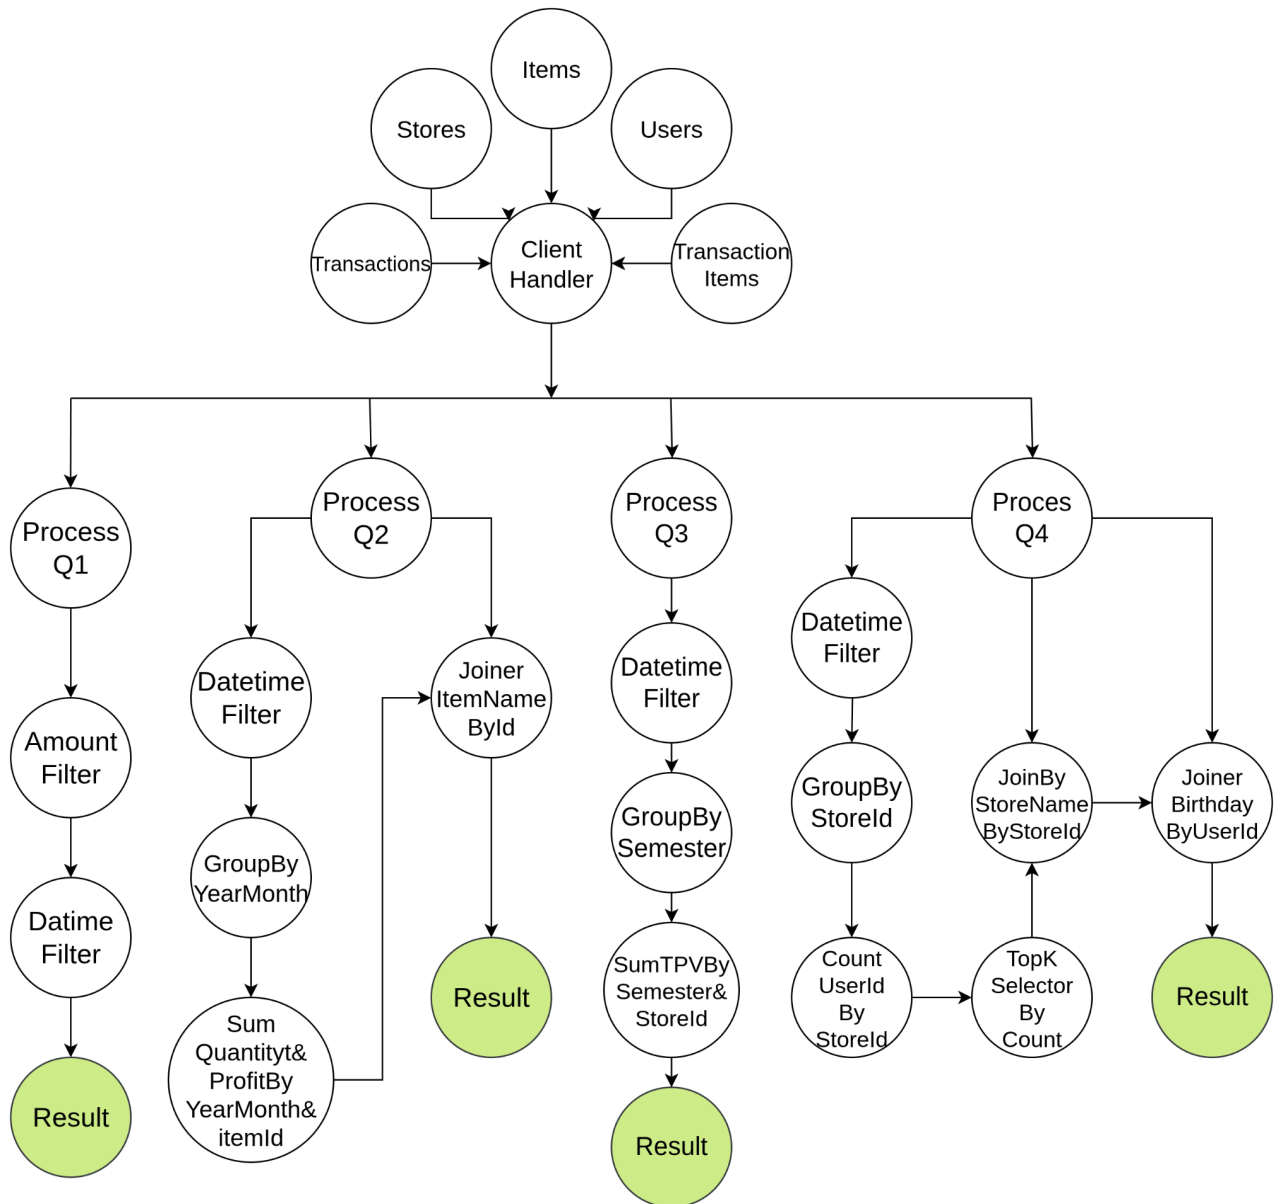 Items
Stores
Users
Transactions
Client
Handler
Transaction
Items
Process
Q1
Process
Q2
Process
Q3
Proces
Q4
Amount
Filter
Datime
Filter
Result
Datetime
Filter
GroupBy
YearMonth
Sum
Quantityt&
ProfitBy
YearMonth&
itemId
Joiner
ItemName
ById
Result
Datetime
Filter
GroupBy
Semester
SumTPVBy
Semester&
StoreId
Result
Datetime
Filter
GroupBy
StoreId
Count
UserId
By
StoreId
TopK
Selector
By
Count
JoinBy
StoreName
ByStoreId
Joiner
Birthday
ByUserId
Result